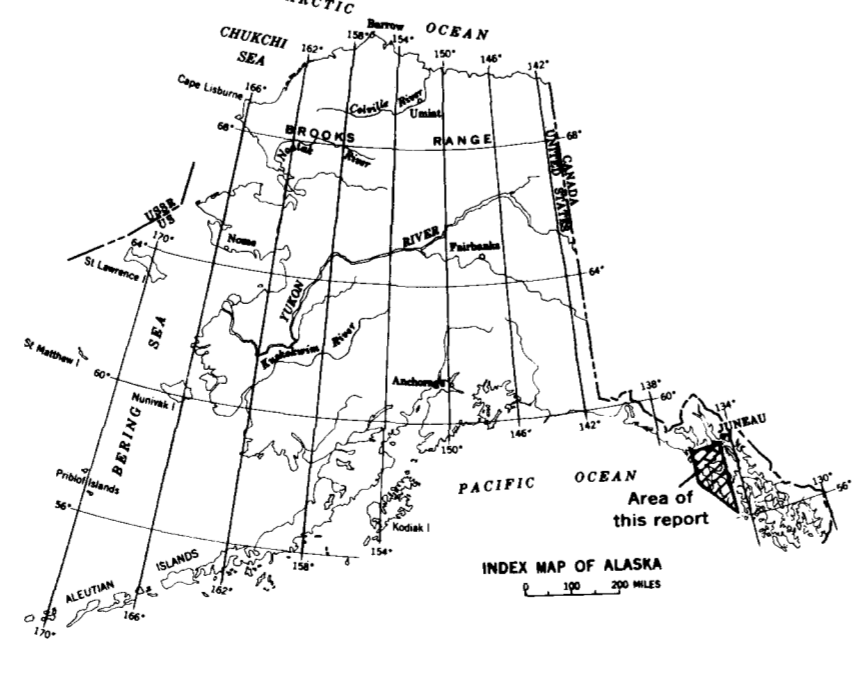 ARCTIC
OCEAN
Barrow
CHUKCHI
SEA
162°
158°
154°
150°
146°
142°
Cape Lisburne
166°
Colville River
Umiat
68°
BROOKS
RANGE
68°
Noatak
River
UNITED STATES
CANADA
USSR
US
170°
64°
Nome
RIVER
Fairbanks
St Lawrence I
64°
YUKON
SEA
St Matthew I
Kuskokwim River
60°
Anchorage
138°
60°
134°
Nunivak I
JUNEAU
BERING
150°
146°
142°
PACIFIC OCEAN
Pribilof Islands
130°
56°
Area of
this report
56°
Kodiak I
154°
158°
ISLANDS
INDEX MAP OF ALASKA
ALEUTIAN
162°
0 100 200 MILES
166°
170°